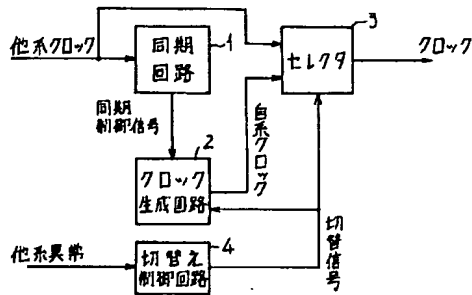 他系クロック
同期
回路
1
セレクタ
3
クロック
同期
制御信号
自系クロック
クロック
生成回路
2
他系異常
切替え
制御回路
4
切替
信号